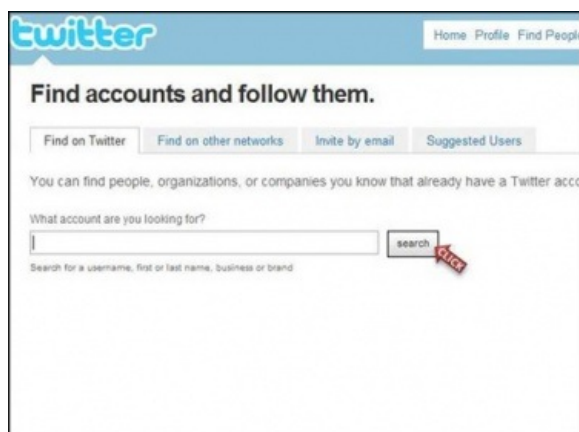 twitter
Home Profile Find People
Find accounts and follow them.
Find on Twitter Find on other networks Invite by email Suggested Users
You can find people, organizations, or companies you know that already have a Twitter acco
What account are you looking for?
search
CLICK
Search for a username, first or last name, business or brand